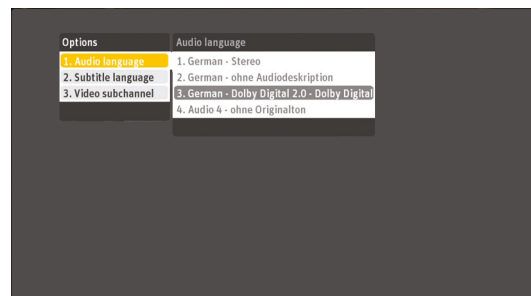 Options
1. Audio language
2. Subtitle language
3. Video subchannel
Audio language
1. German - Stereo
2. German - ohne Audiodeskription
3. German - Dolby Digital 2.0 - Dolby Digital
4. Audio 4 - ohne Originalton